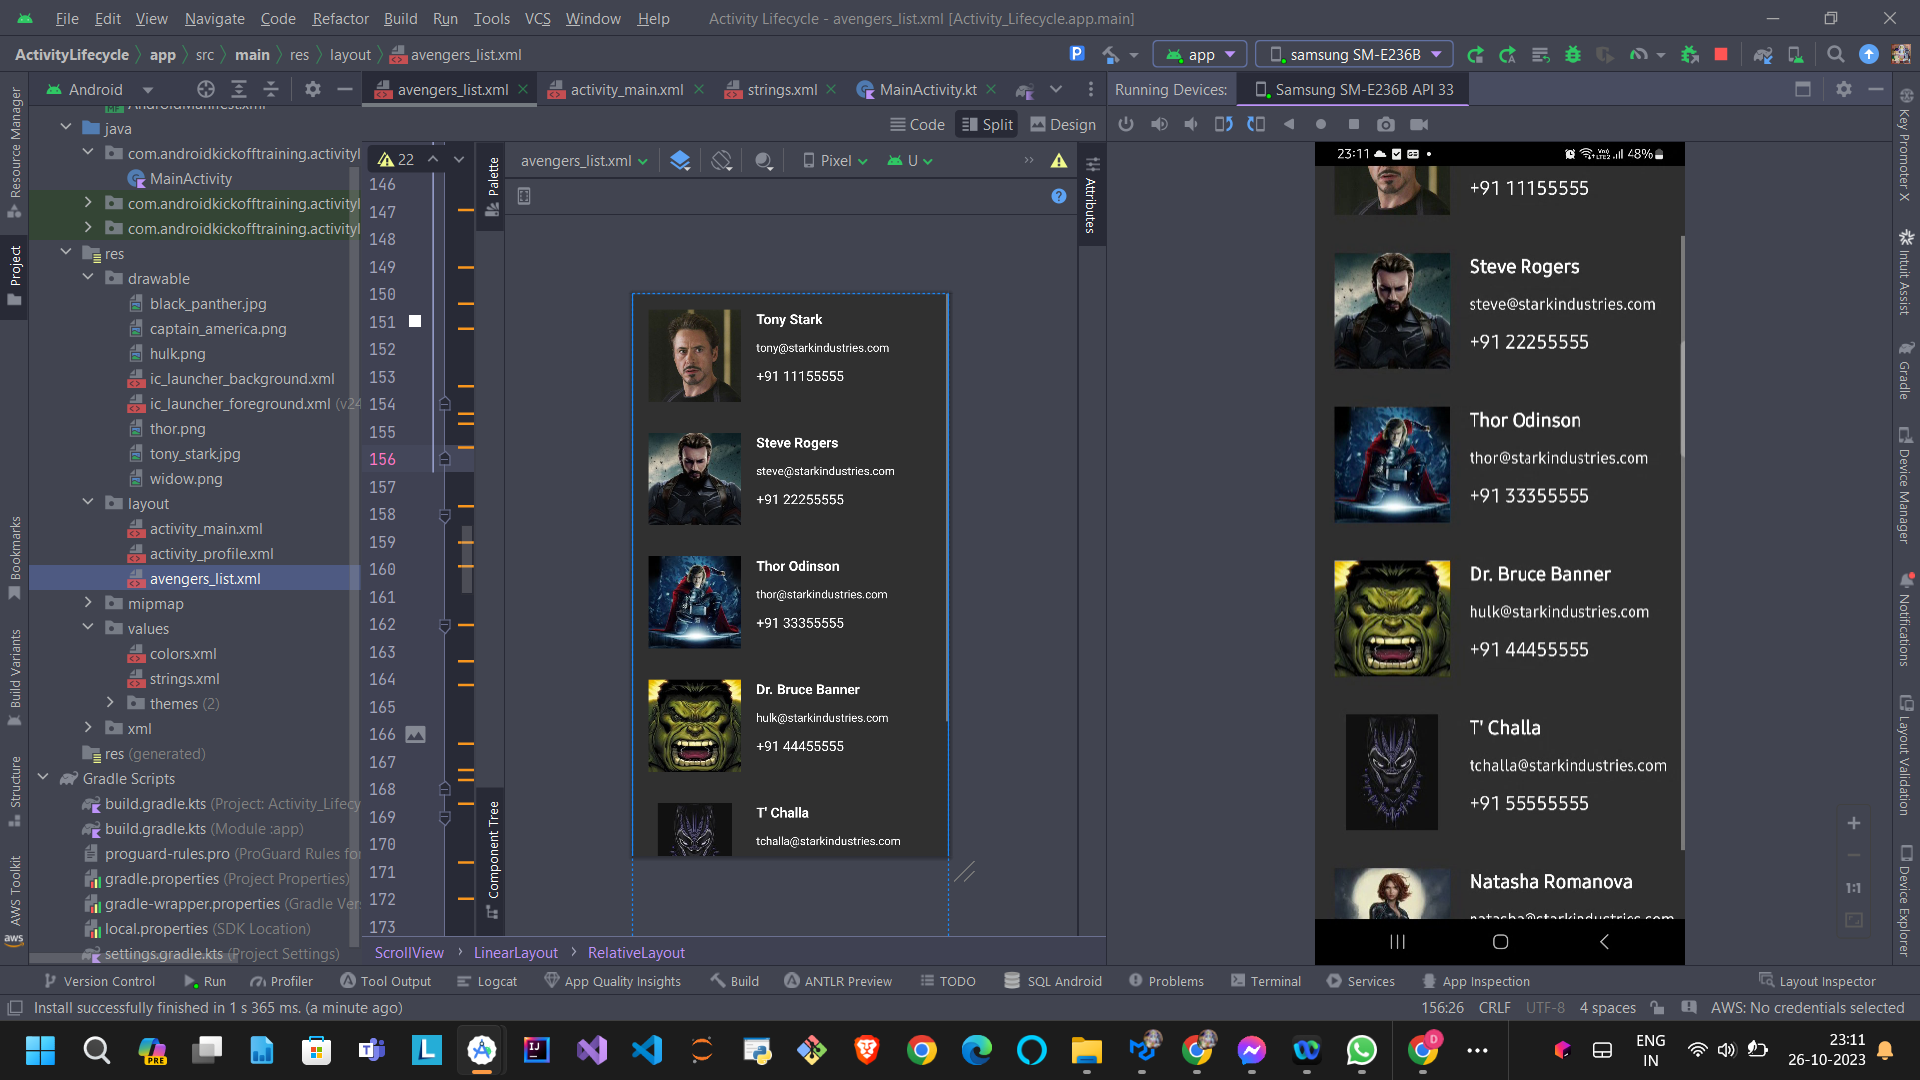 File Edit View Navigate Code Refactor Build Run Tools VCS Window Help Activity Lifecycle - avengers_list.xml [Activity_Lifecycle.app.main]
ActivityLifecycle app src main res layout avengers_list.xml
P app samsung SM-E236B
Android avengers_list.xml activity_main.xml strings.xml MainActivity.kt Running Devices: Samsung SM-E236B API 33
AndroidManifest.xml
java Code Split Design
com.androidkickofftraining.activityl
MainActivity
com.androidkickofftraining.activityl
com.androidkickofftraining.activityl
res
drawable
black_panther.jpg
captain_america.png
hulk.png
ic_launcher_background.xml
ic_launcher_foreground.xml (v24
thor.png
tony_stark.jpg
widow.png
layout
activity_main.xml
activity_profile.xml
avengers_list.xml
mipmap
values
colors.xml
strings.xml
themes (2)
xml
res (generated)
Gradle Scripts
build.gradle.kts (Project: Activity_Lifecy
build.gradle.kts (Module :app)
proguard-rules.pro (ProGuard Rules fo
gradle.properties (Project Properties)
gradle-wrapper.properties (Gradle Ver
local.properties (SDK Location)
settings.gradle.kts (Project Settings)
Resource Manager
Project
Bookmarks
Build Variants
Structure
AWS Toolkit
aws
22
146
147
148
149
150
151
152
153
154
155
156
157
158
159
160
161
162
163
164
165
166
167
168
169
170
171
172
173
Palette
Component Tree
avengers_list.xml Pixel U
Attributes
Tony Stark
tony@starkindustries.com
+91 11155555
Steve Rogers
steve@starkindustries.com
+91 22255555
Thor Odinson
thor@starkindustries.com
+91 33355555
Dr. Bruce Banner
hulk@starkindustries.com
+91 44455555
T' Challa
tchalla@starkindustries.com
ScrollView LinearLayout RelativeLayout
23:11 48%
+91 11155555
Steve Rogers
steve@starkindustries.com
+91 22255555
Thor Odinson
thor@starkindustries.com
+91 33355555
Dr. Bruce Banner
hulk@starkindustries.com
+91 44455555
T' Challa
tchalla@starkindustries.com
+91 55555555
Natasha Romanova
natasha@starkindustries.com
1:1
Key Promoter X
Intuit Assist
Gradle
Device Manager
Notifications
Layout Validation
Device Explorer
Version Control Run Profiler Tool Output Logcat App Quality Insights Build ANTLR Preview TODO SQL Android Problems Terminal Services App Inspection Layout Inspector
Install successfully finished in 1 s 365 ms. (a minute ago) 156:26 CRLF UTF-8 4 spaces AWS: No credentials selected
ENG
IN
23:11
26-10-2023